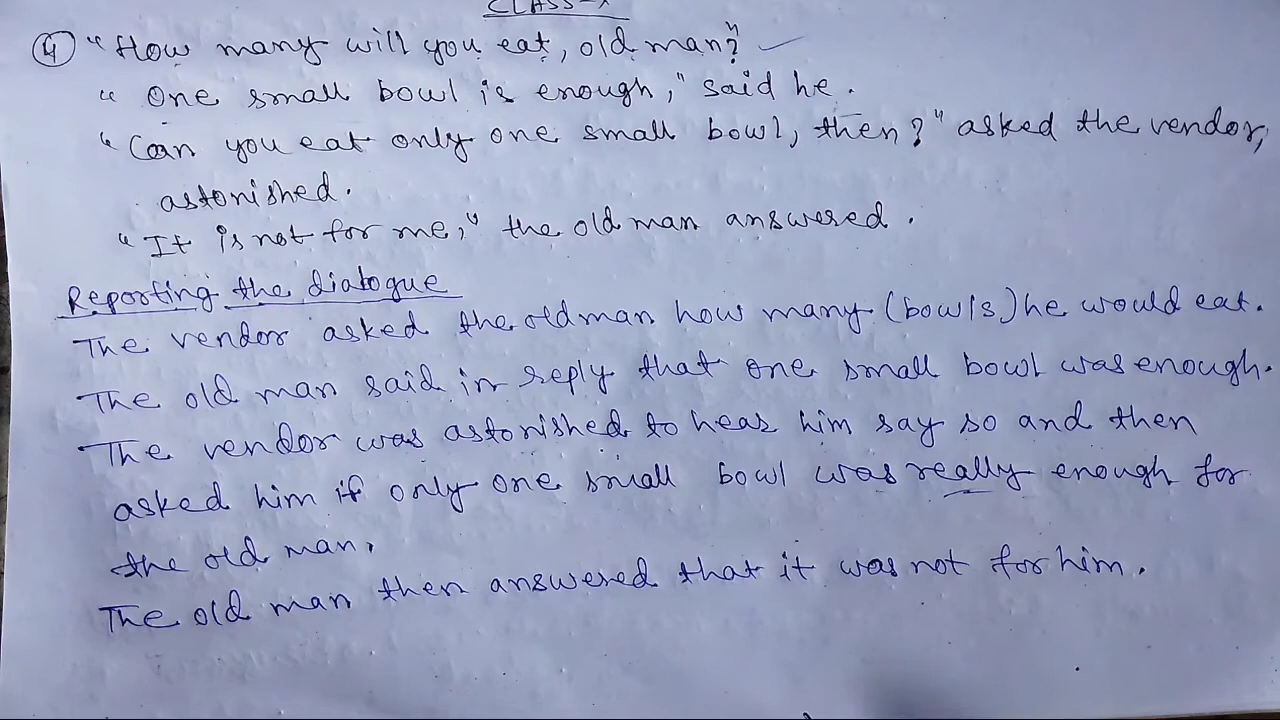 CLASS-X
④ "How many will you eat, old man?"
"One small bowl is enough," said he.
"Can you eat only one small bowl, then?" asked the vendor,
astonished.
"It is not for me," the old man answered.
Reporting the dialogue
The vendor asked the old man how many (bowls) he would eat.
The old man said in reply that one small bowl was enough.
The vendor was astonished to hear him say so and then
asked him if only one small bowl was really enough for
the old man.
The old man then answered that it was not for him.